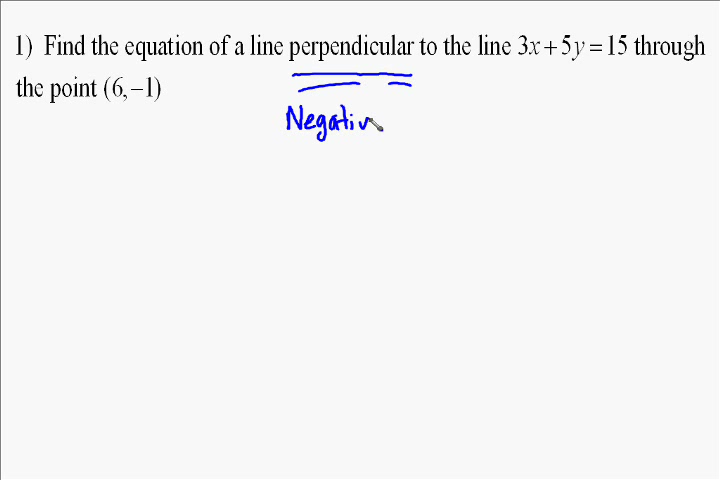 1) Find the equation of a line perpendicular to the line 3x+5y=15 through
the point (6,−1)
Negativ